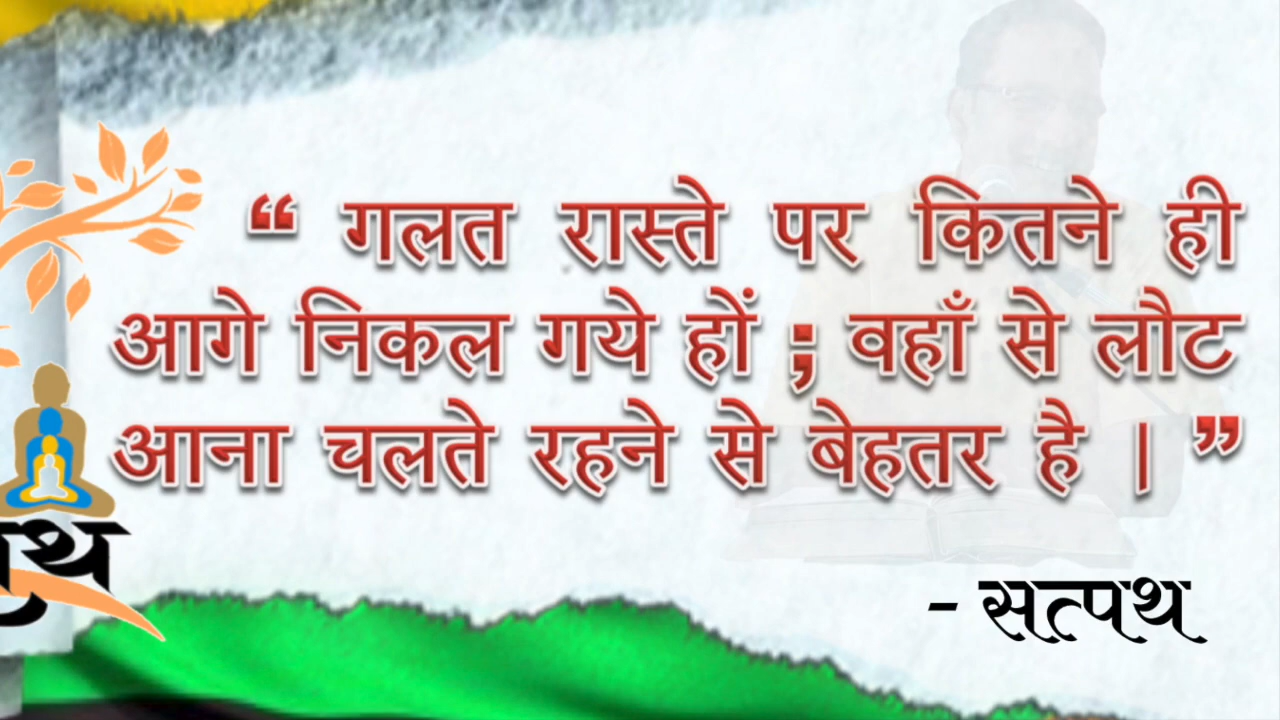 “ गलत रास्ते पर कितने ही
आगे निकल गये हों ; वहाँ से लौट
आना चलते रहने से बेहतर है । ”
- सत्पथ